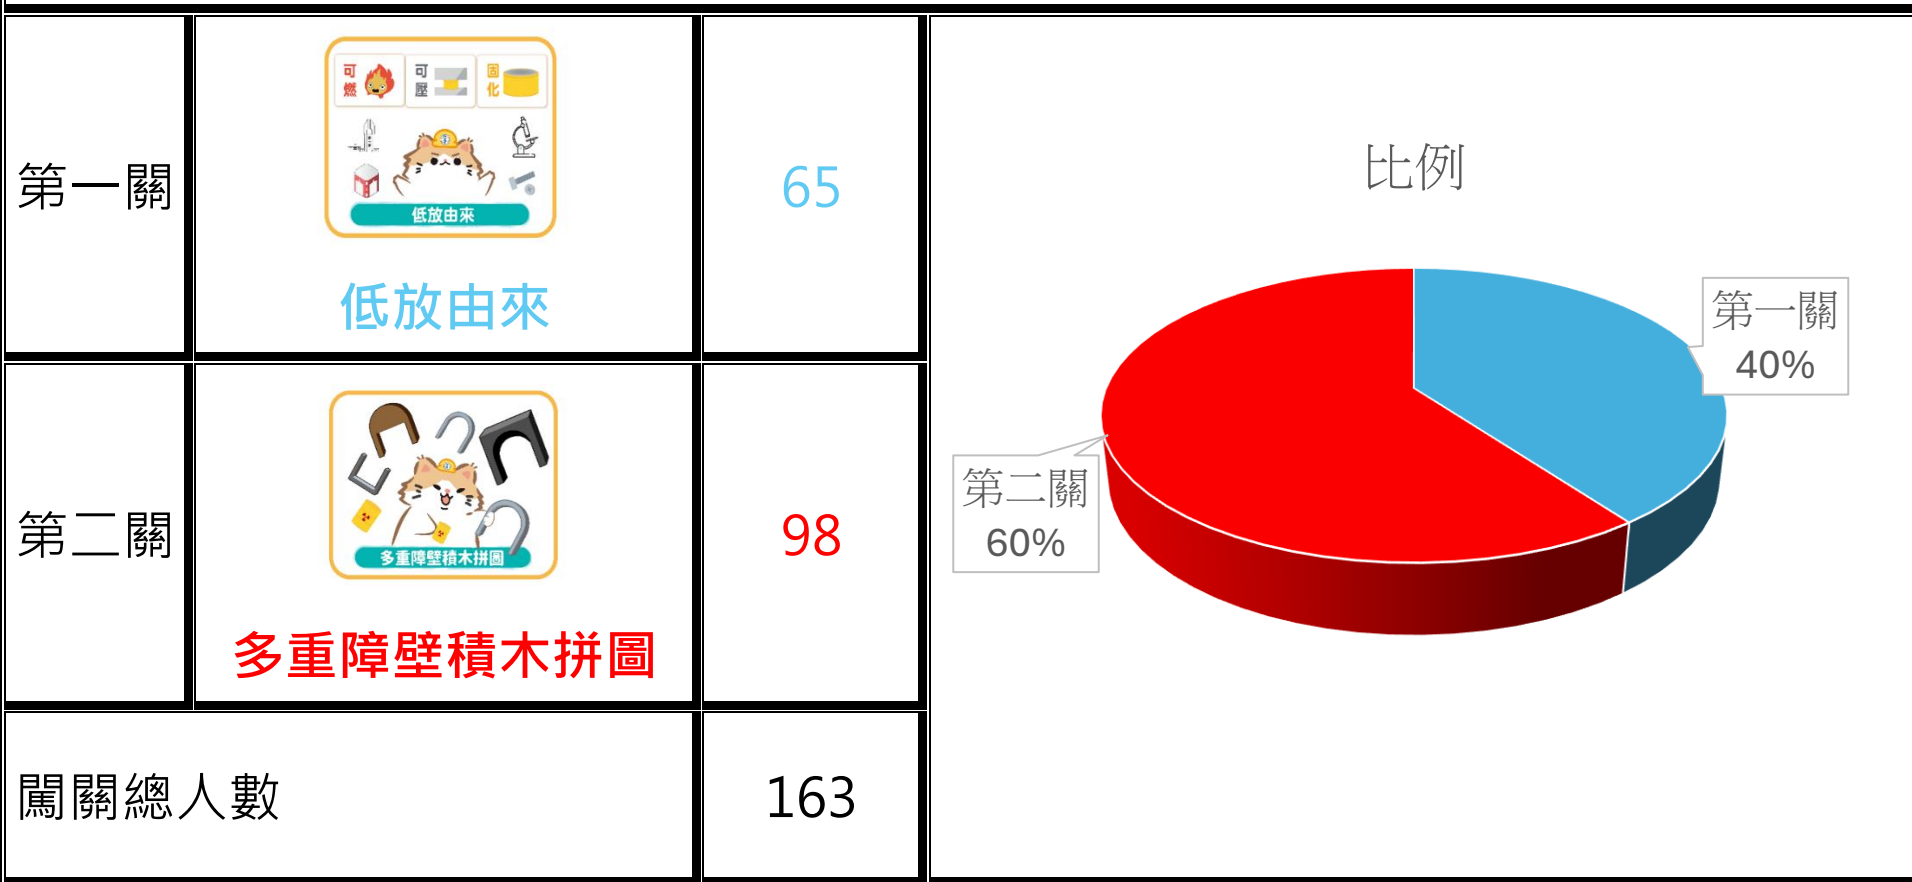 第一關
可燃
可壓
固化
低放由來
低放由來
65
第二關
多重障壁積木拼圖
多重障壁積木拼圖
98
闖關總人數
163
比例
第一關
40%
第二關
60%